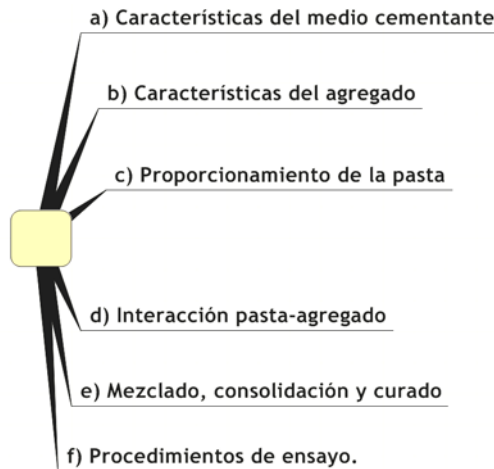 a) Características del medio cementante
b) Características del agregado
c) Proporcionamiento de la pasta
d) Interacción pasta-agregado
e) Mezclado, consolidación y curado
f) Procedimientos de ensayo.